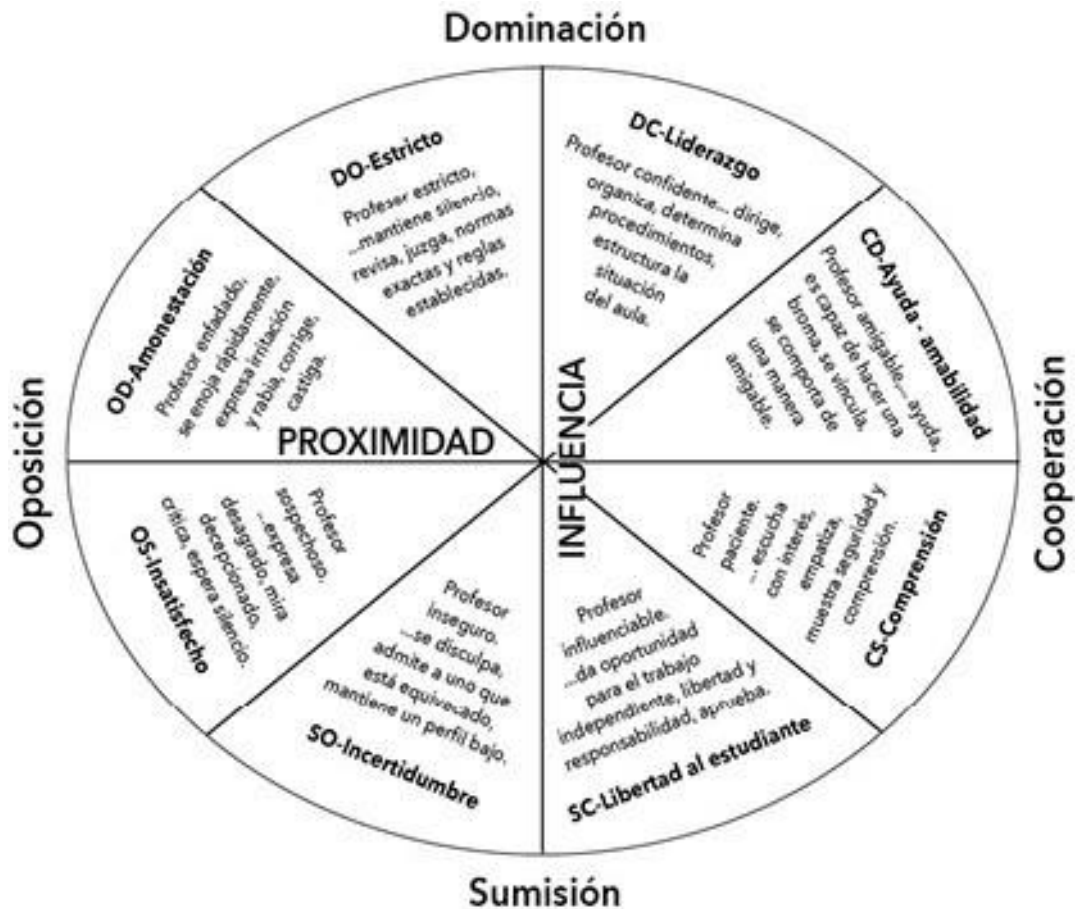 Dominación
DO-Estricto
Profesor estricto,
...mantiene silencio,
revisa, juzga, normas
exactas y reglas
establecidas.
DC-Liderazgo
Profesor confidente... dirige,
organica, determina
procedimientos,
estructura la
situación
del aula.
OD-Amonestación
Profesor enfadado,
se enoja rápidamente,
expresa irritación
y rabia, corrige,
castiga.
CD-Ayuda - amabilidad
Profesor amigable... ayuda,
es capaz de hacer una
broma, se vincula,
se comporta de
una manera
amigable.
Oposición
PROXIMIDAD
INFLUENCIA
Cooperación
Profesor
sospechoso.
...expresa
desagrado, mira
decepcionado,
crítica, espera silencio.
OS-Insatisfecho
Profesor
inseguro.
...se disculpa,
admite a uno que
está equivocado,
mantiene un perfil bajo.
SO-Incertidumbre
Profesor
influenciable.
...da oportunidad
para el trabajo
independiente, libertad y
responsabilidad, aprueba.
SC-Libertad al estudiante
Profesor
paciente.
... escucha
con interés,
empatiza,
muestra seguridad y
comprensión.
CS-Comprensión
Sumisión